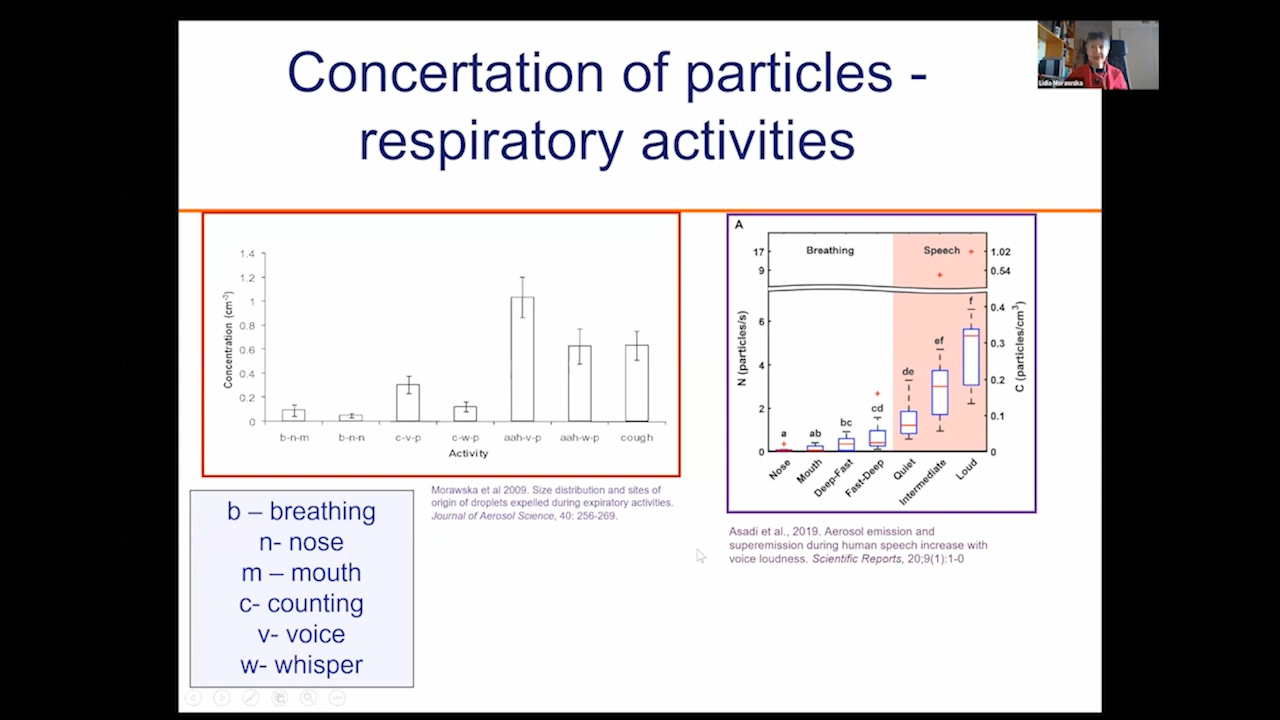 Concertation of particles -
respiratory activities
Lidia Morawska
1.4
1.2
1
0.8
0.6
0.4
0.2
0
Concentration (cm-3)
b-n-m
b-n-n
c-v-p
c-w-p
aah-v-p
aah-w-p
cough
Activity
A
Breathing
Speech
17
9
6
4
2
0
N (particles/s)
1.02
0.54
0.4
0.3
0.2
0.1
0
C (particles/cm3)
a
ab
bc
cd
de
ef
f
Nose
Mouth
Deep-Fast
Fast-Deep
Quiet
Intermediate
Loud
Morawska et al 2009. Size distribution and sites of
origin of droplets expelled during expiratory activities.
Journal of Aerosol Science, 40: 256-269.
Asadi et al., 2019. Aerosol emission and
superemission during human speech increase with
voice loudness. Scientific Reports, 20;9(1):1-0
b – breathing
n- nose
m – mouth
c- counting
v- voice
w- whisper